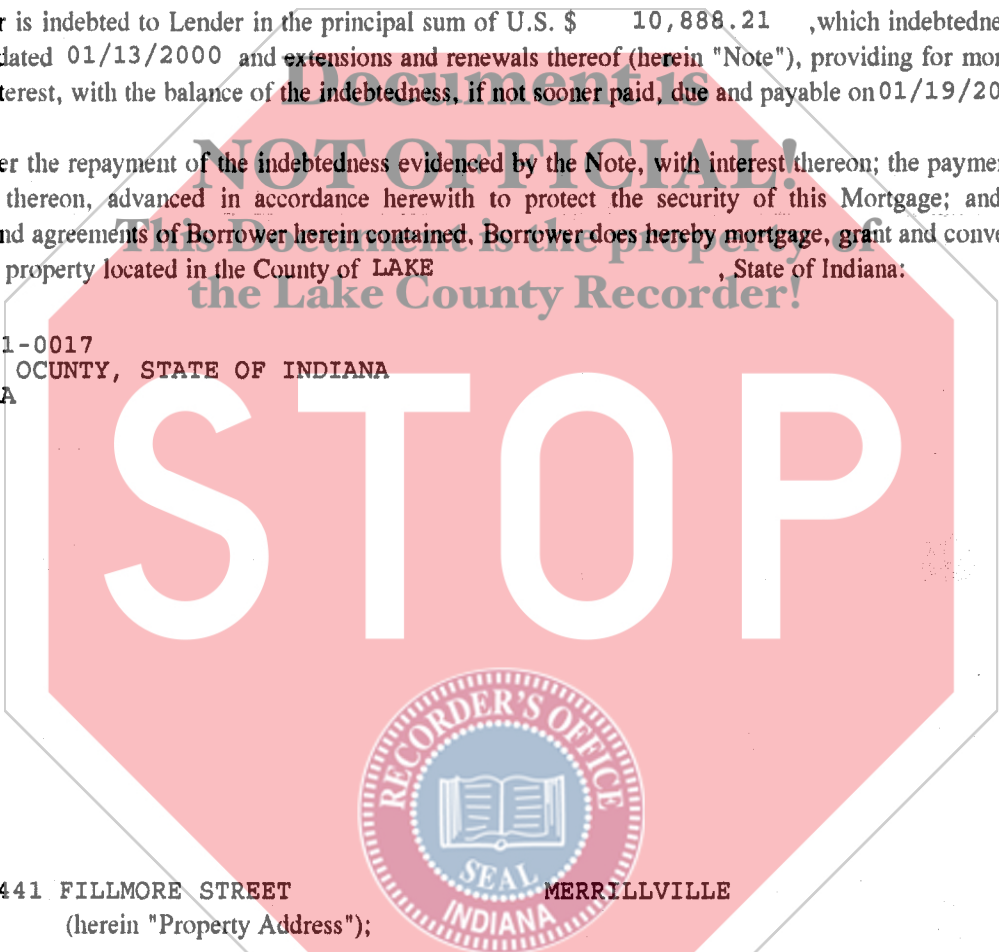 r is indebted to Lender in the principal sum of U.S. $ 10,888.21 ,which indebtedne
dated 01/13/2000 and extensions and renewals thereof (herein "Note"), providing for mor
terest, with the balance of the indebtedness, if not sooner paid, due and payable on 01/19/20
Document is
er the repayment of the indebtedness evidenced by the Note, with interest thereon; the payme
NOT OFFICIAL!
thereon, advanced in accordance herewith to protect the security of this Mortgage; and
nd agreements of Borrower herein contained, Borrower does hereby mortgage, grant and conve
This Document is the property of
property located in the County of LAKE , State of Indiana:
the Lake County Recorder!
1-0017
OCUNTY, STATE OF INDIANA
A
STOP
RECORDER'S OFFICE
SEAL
INDIANA
441 FILLMORE STREET MERRILLVILLE
(herein "Property Address");